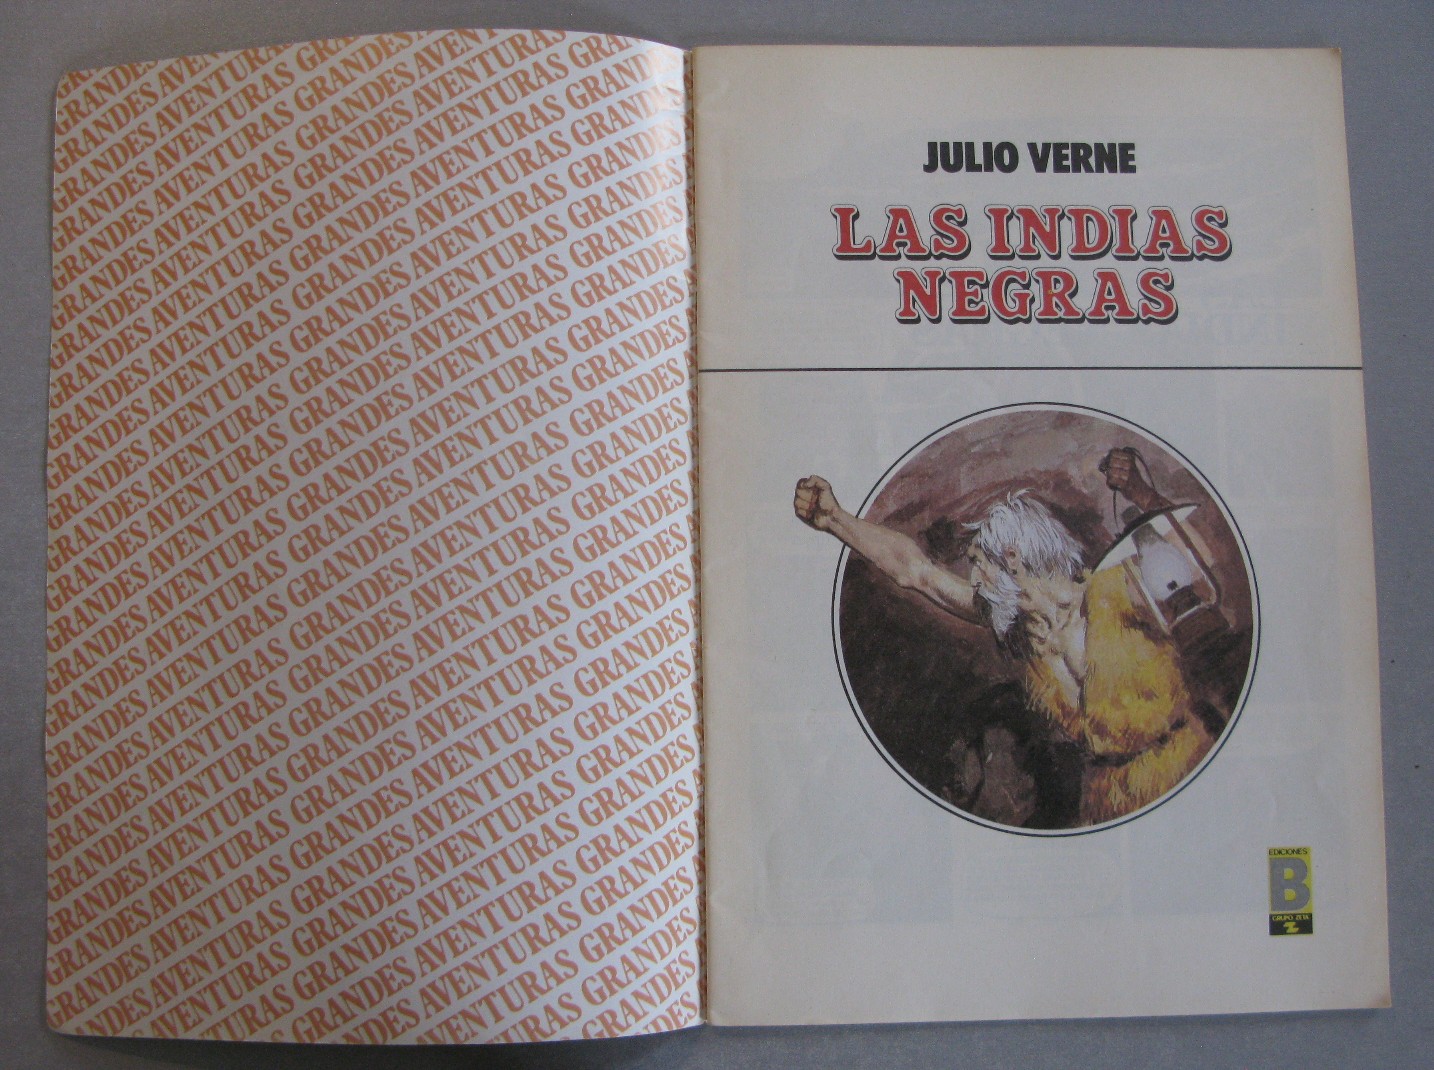 GRANDES AVENTURAS GRANDES AVENTURAS GRANDES
JULIO VERNE
LAS INDIAS
NEGRAS
EDICIONES
B
GRUPO ZETA